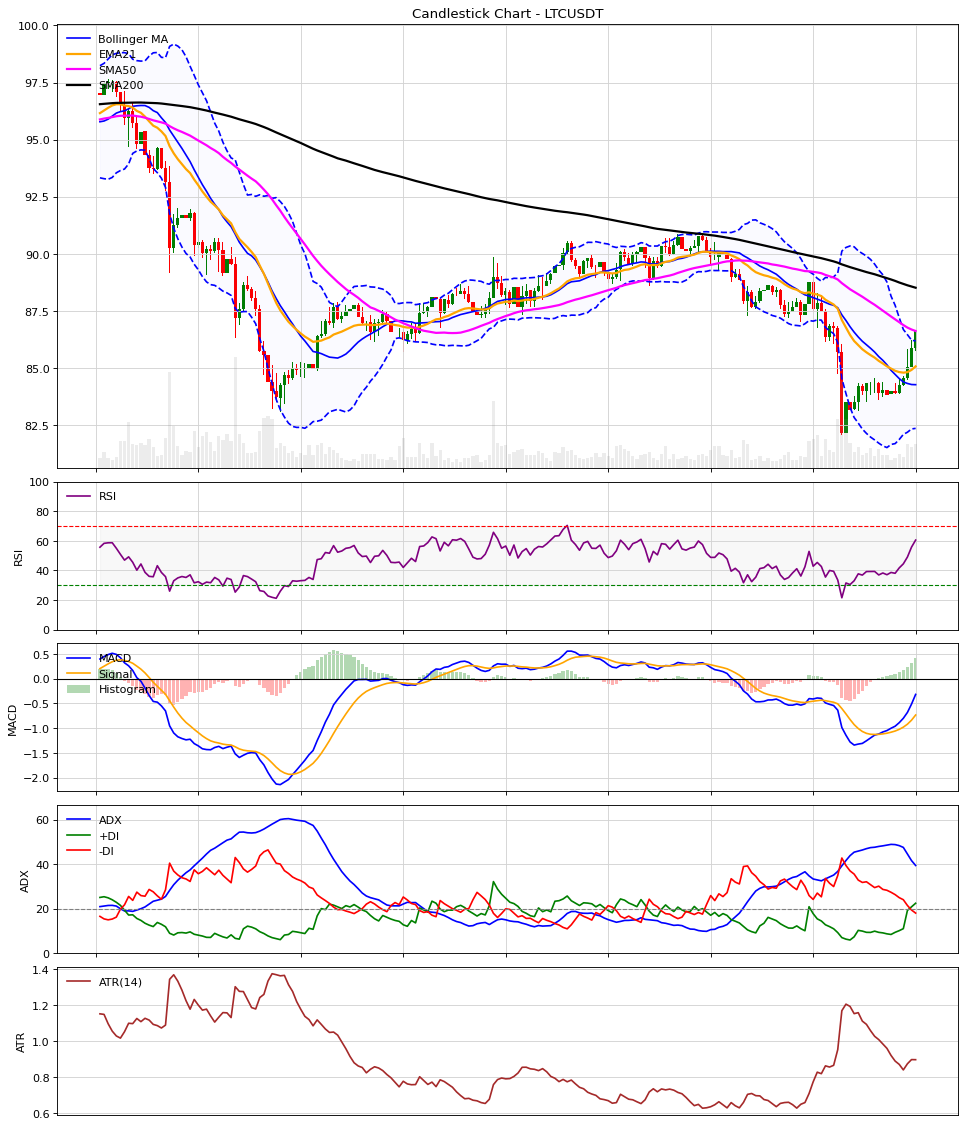 Candlestick Chart - LTCUSDT
100.0
97.5
95.0
92.5
90.0
87.5
85.0
82.5
Bollinger MA
EMA21
SMA50
SMA200
100
80
60
40
20
0
RSI
RSI
0.5
0.0
−0.5
−1.0
−1.5
−2.0
MACD
MACD
Signal
Histogram
60
40
20
0
ADX
ADX
+DI
-DI
1.4
1.2
1.0
0.8
0.6
ATR
ATR(14)